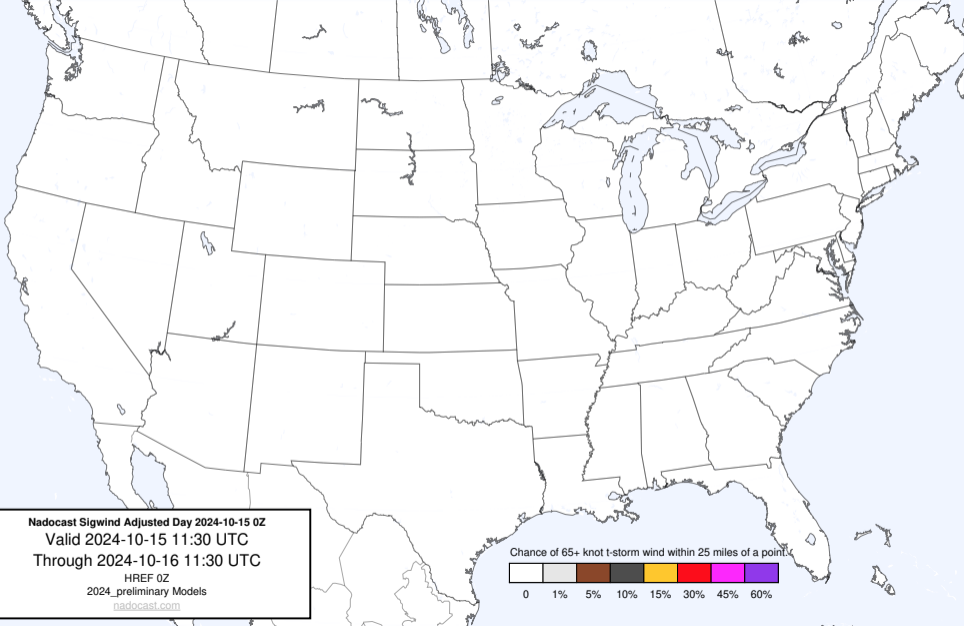 Nadocast Sigwind Adjusted Day 2024-10-15 0Z
Valid 2024-10-15 11:30 UTC
Through 2024-10-16 11:30 UTC
HREF 0Z
2024_preliminary Models
nadocast.com
Chance of 65+ knot t-storm wind within 25 miles of a point.
0 1% 5% 10% 15% 30% 45% 60%